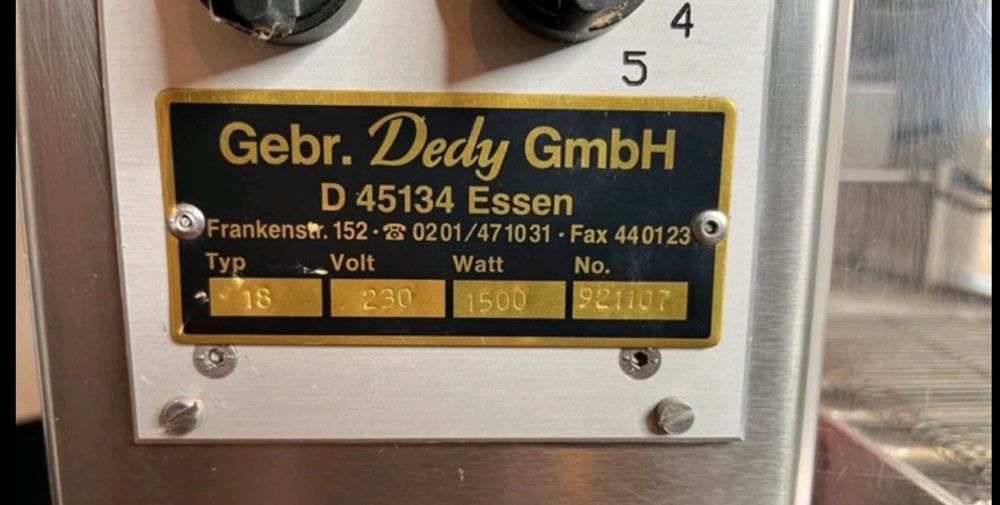 4
5
Gebr. Dedy GmbH
D 45134 Essen
Frankenstr. 152 · ☎ 0201/471031 · Fax 440123
Typ Volt Watt No.
18 230 1500 921107